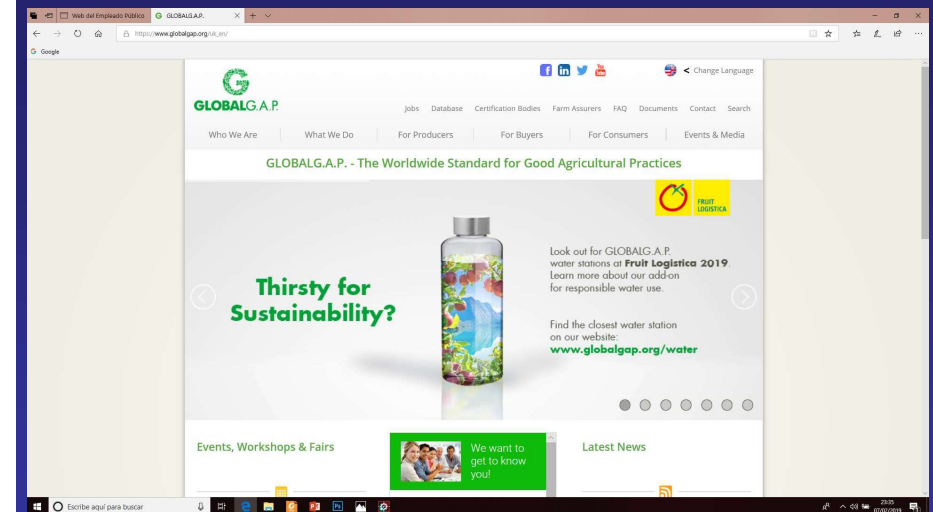 Web del Empleado Público
GLOBALG.A.P.
https://www.globalgap.org/uk_en/
Google
< Change Language
GLOBALG.A.P.
Jobs Database Certification Bodies Farm Assurers FAQ Documents Contact Search
Who We Are What We Do For Producers For Buyers For Consumers Events & Media
GLOBALG.A.P. - The Worldwide Standard for Good Agricultural Practices
FRUIT
LOGISTICA
Thirsty for
Sustainability?
Look out for GLOBALG.A.P.
water stations at Fruit Logistica 2019.
Learn more about our add-on
for responsible water use.
Find the closest water station
on our website:
www.globalgap.org/water
Events, Workshops & Fairs
We want to
get to know
you!
Latest News
Escribe aquí para buscar
23:35
07/02/2019